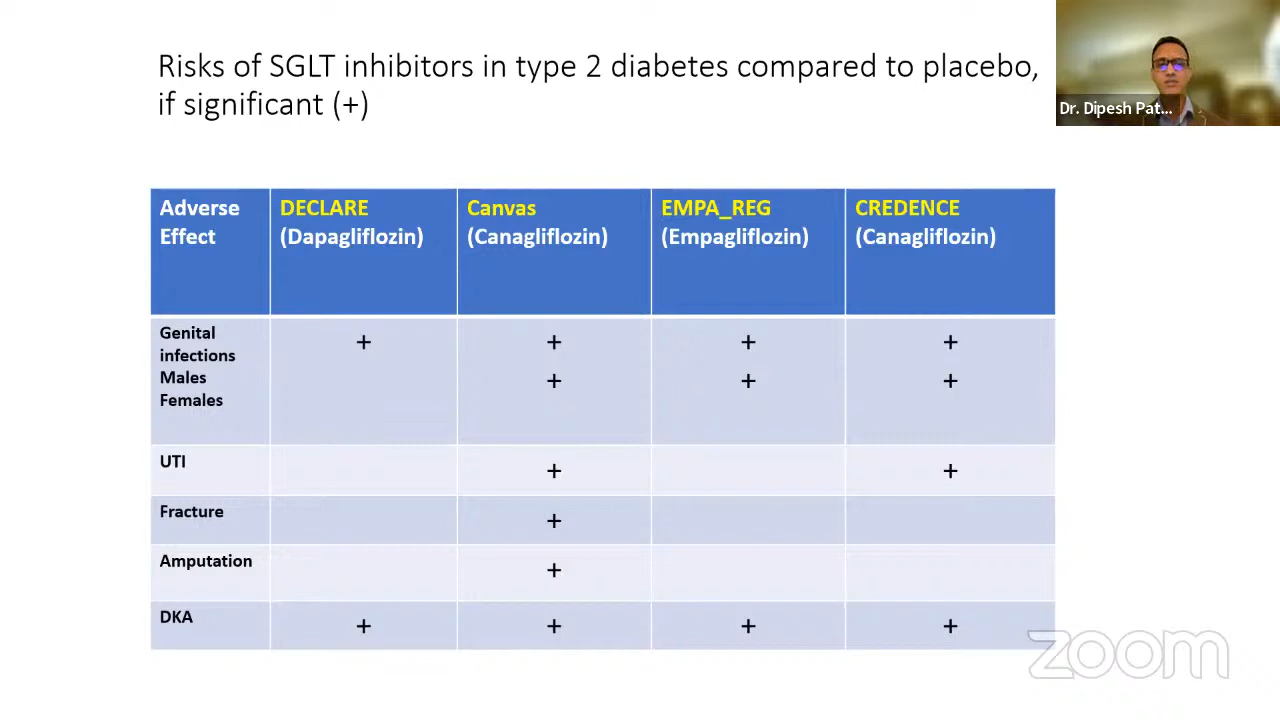 Risks of SGLT inhibitors in type 2 diabetes compared to placebo,
if significant (+)
Dr. Dipesh Pat...
Adverse
Effect
DECLARE
(Dapagliflozin)
Canvas
(Canagliflozin)
EMPA_REG
(Empagliflozin)
CREDENCE
(Canagliflozin)
Genital
infections
Males
Females
+ + + +
+ + +
UTI + +
Fracture +
Amputation +
DKA + + + +
zoom